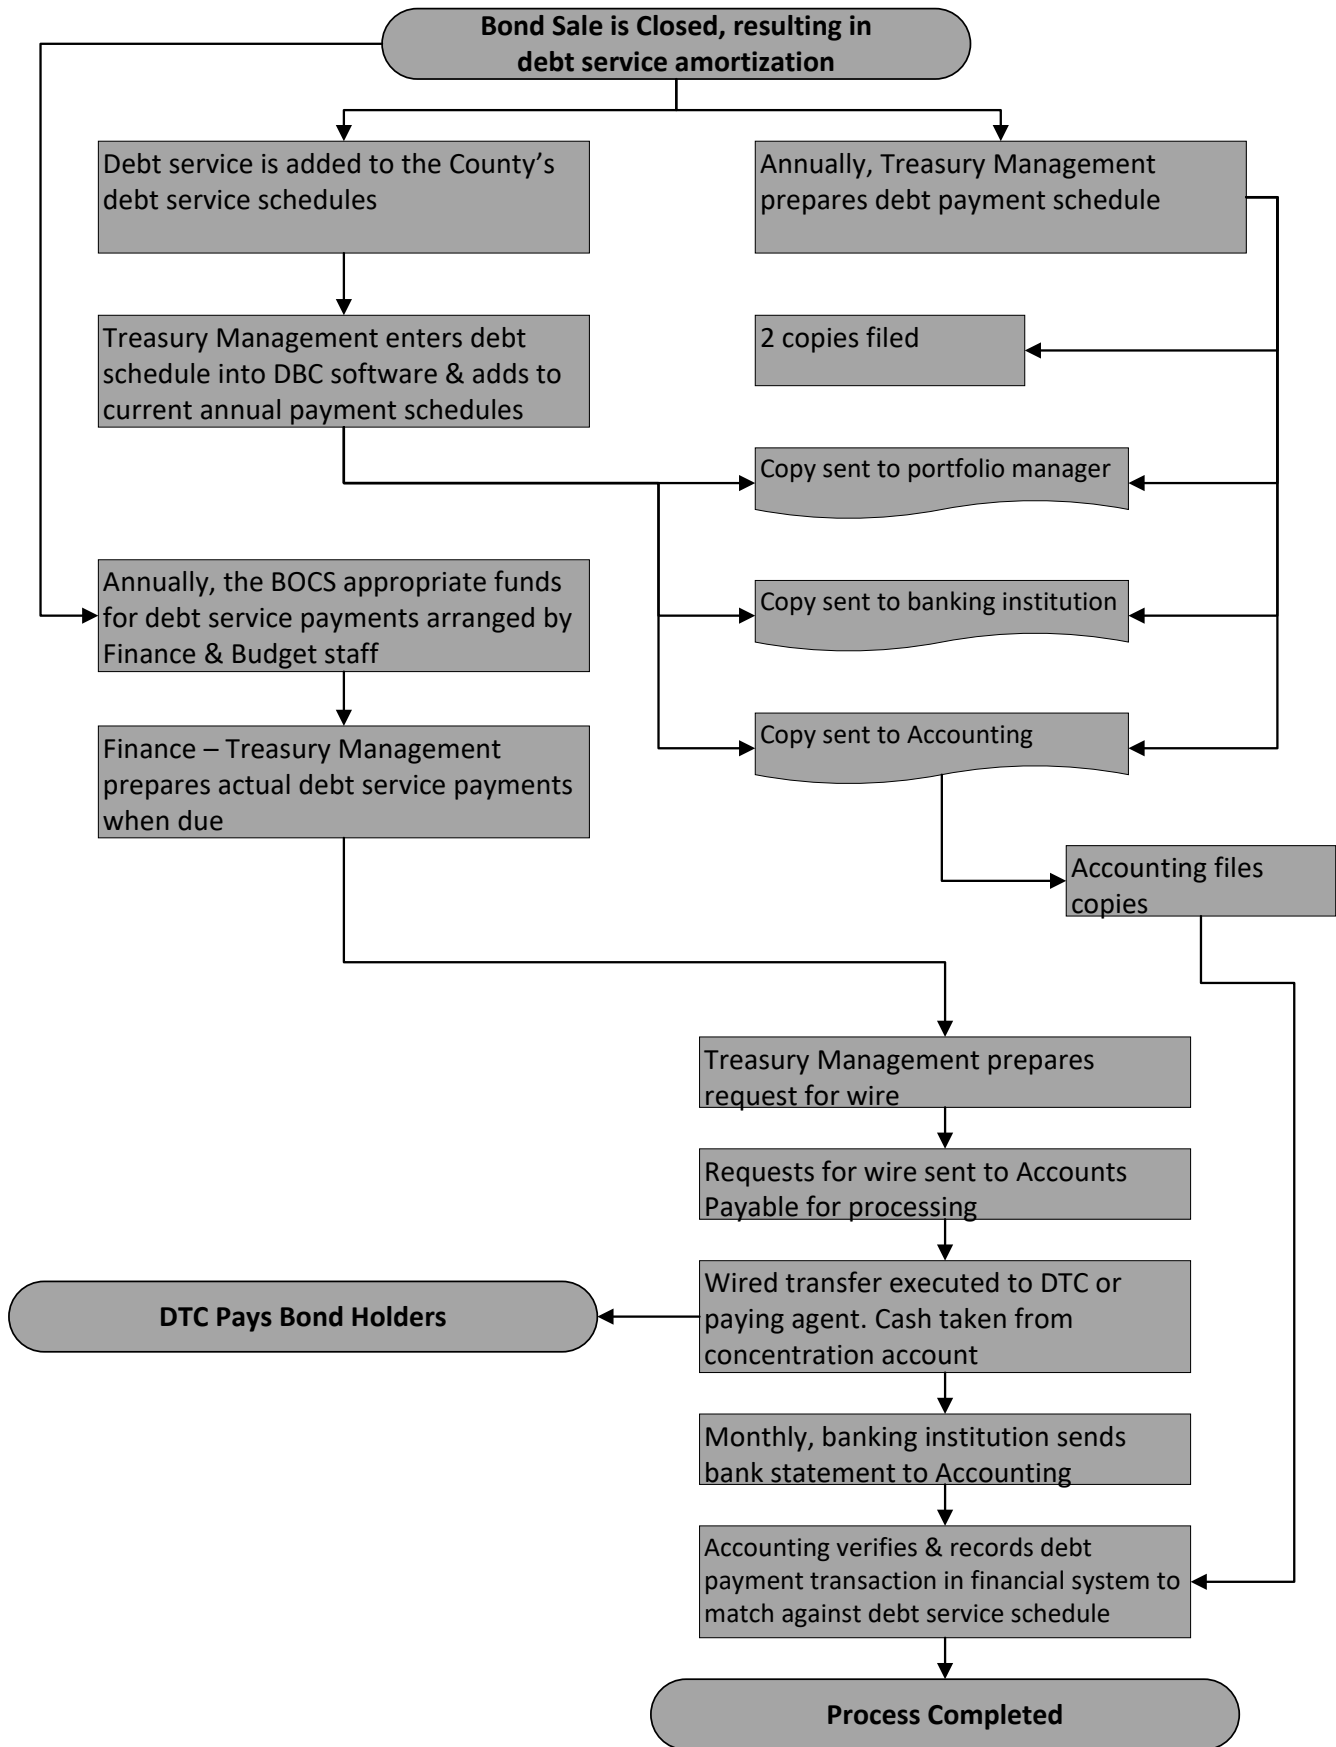 Bond Sale is Closed, resulting in
debt service amortization
Debt service is added to the County’s
debt service schedules
Annually, Treasury Management
prepares debt payment schedule
Treasury Management enters debt
schedule into DBC software & adds to
current annual payment schedules
2 copies filed
Copy sent to portfolio manager
Annually, the BOCS appropriate funds
for debt service payments arranged by
Finance & Budget staff
Copy sent to banking institution
Finance – Treasury Management
prepares actual debt service payments
when due
Copy sent to Accounting
Accounting files
copies
Treasury Management prepares
request for wire
Requests for wire sent to Accounts
Payable for processing
Wired transfer executed to DTC or
paying agent. Cash taken from
concentration account
DTC Pays Bond Holders
Monthly, banking institution sends
bank statement to Accounting
Accounting verifies & records debt
payment transaction in financial system to
match against debt service schedule
Process Completed